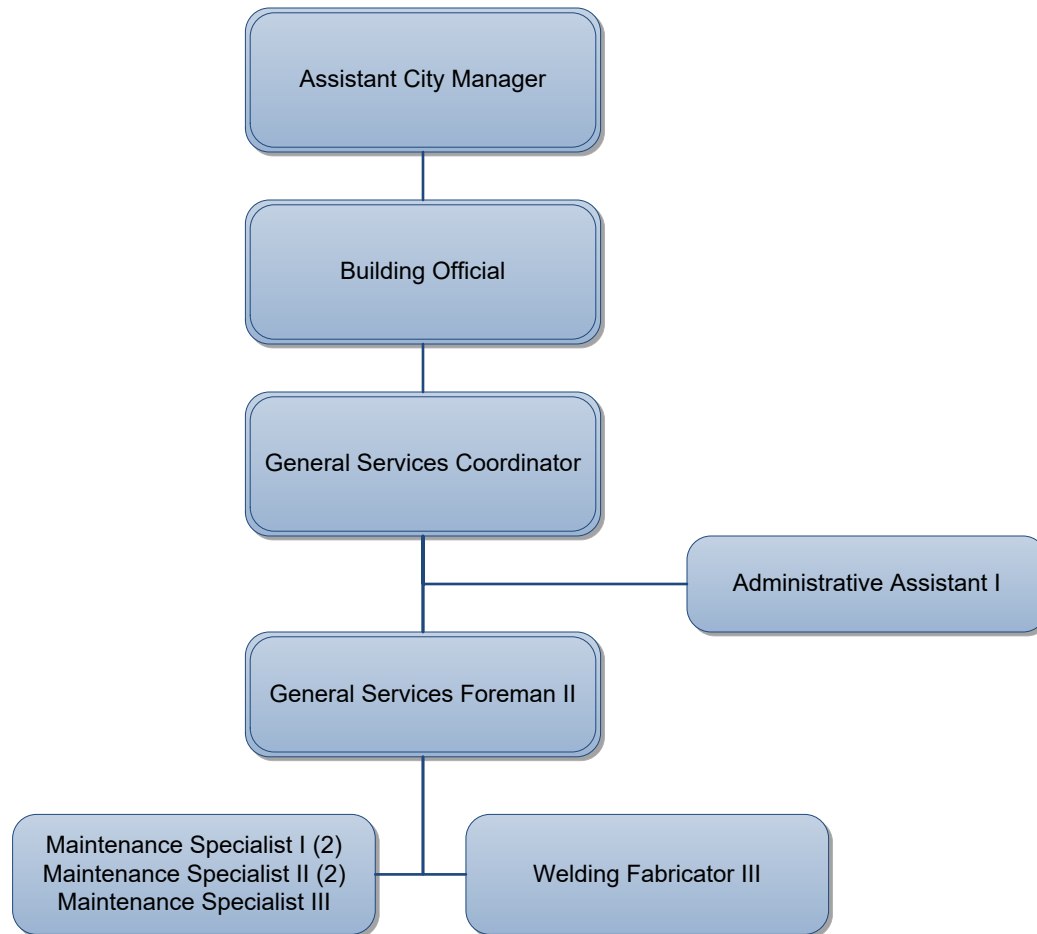 Assistant City Manager
Building Official
General Services Coordinator
Administrative Assistant I
General Services Foreman II
Maintenance Specialist I (2)
Maintenance Specialist II (2)
Maintenance Specialist III
Welding Fabricator III